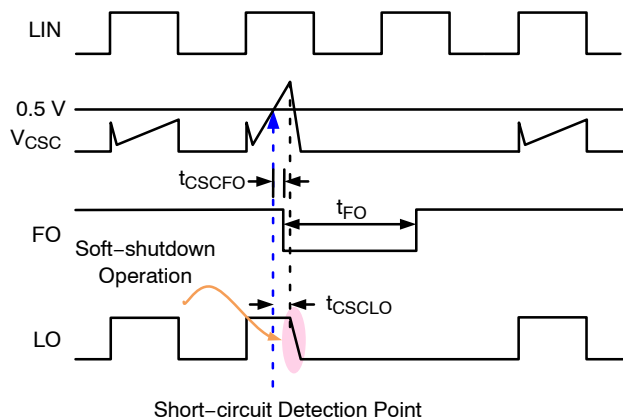 LIN
0.5 V
VCSC
tCSCFO
tFO
FO
Soft−shutdown
Operation
tCSCLO
LO
Short−circuit Detection Point